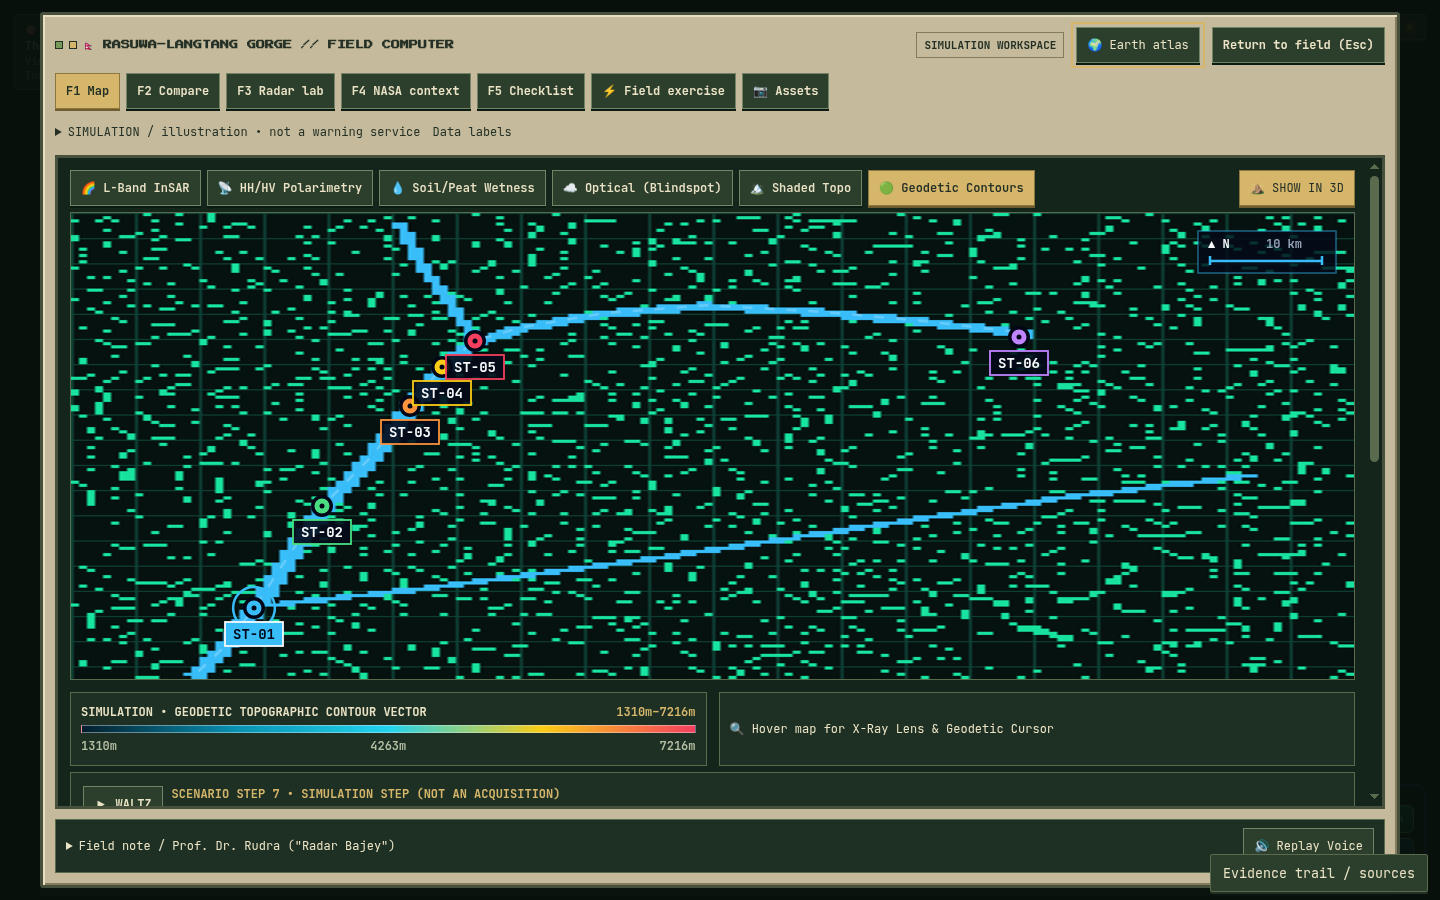 RASUWA-LANGTANG GORGE // FIELD COMPUTER
SIMULATION WORKSPACE
🌍 Earth atlas
Return to field (Esc)
F1 Map
F2 Compare
F3 Radar lab
F4 NASA context
F5 Checklist
⚡ Field exercise
📷 Assets
▶ SIMULATION / illustration • not a warning service Data labels
🌈 L-Band InSAR
📡 HH/HV Polarimetry
💧 Soil/Peat Wetness
☁️ Optical (Blindspot)
🏔️ Shaded Topo
🟢 Geodetic Contours
⛰️ SHOW IN 3D
▲ N 10 km
ST-05
ST-06
ST-04
ST-03
ST-02
ST-01
SIMULATION • GEODETIC TOPOGRAPHIC CONTOUR VECTOR
1310m–7216m
1310m
4263m
7216m
🔍 Hover map for X-Ray Lens & Geodetic Cursor
▶ WALTZ
SCENARIO STEP 7 • SIMULATION STEP (NOT AN ACQUISITION)
▶ Field note / Prof. Dr. Rudra ("Radar Bajey")
🔊 Replay Voice
Evidence trail / sources